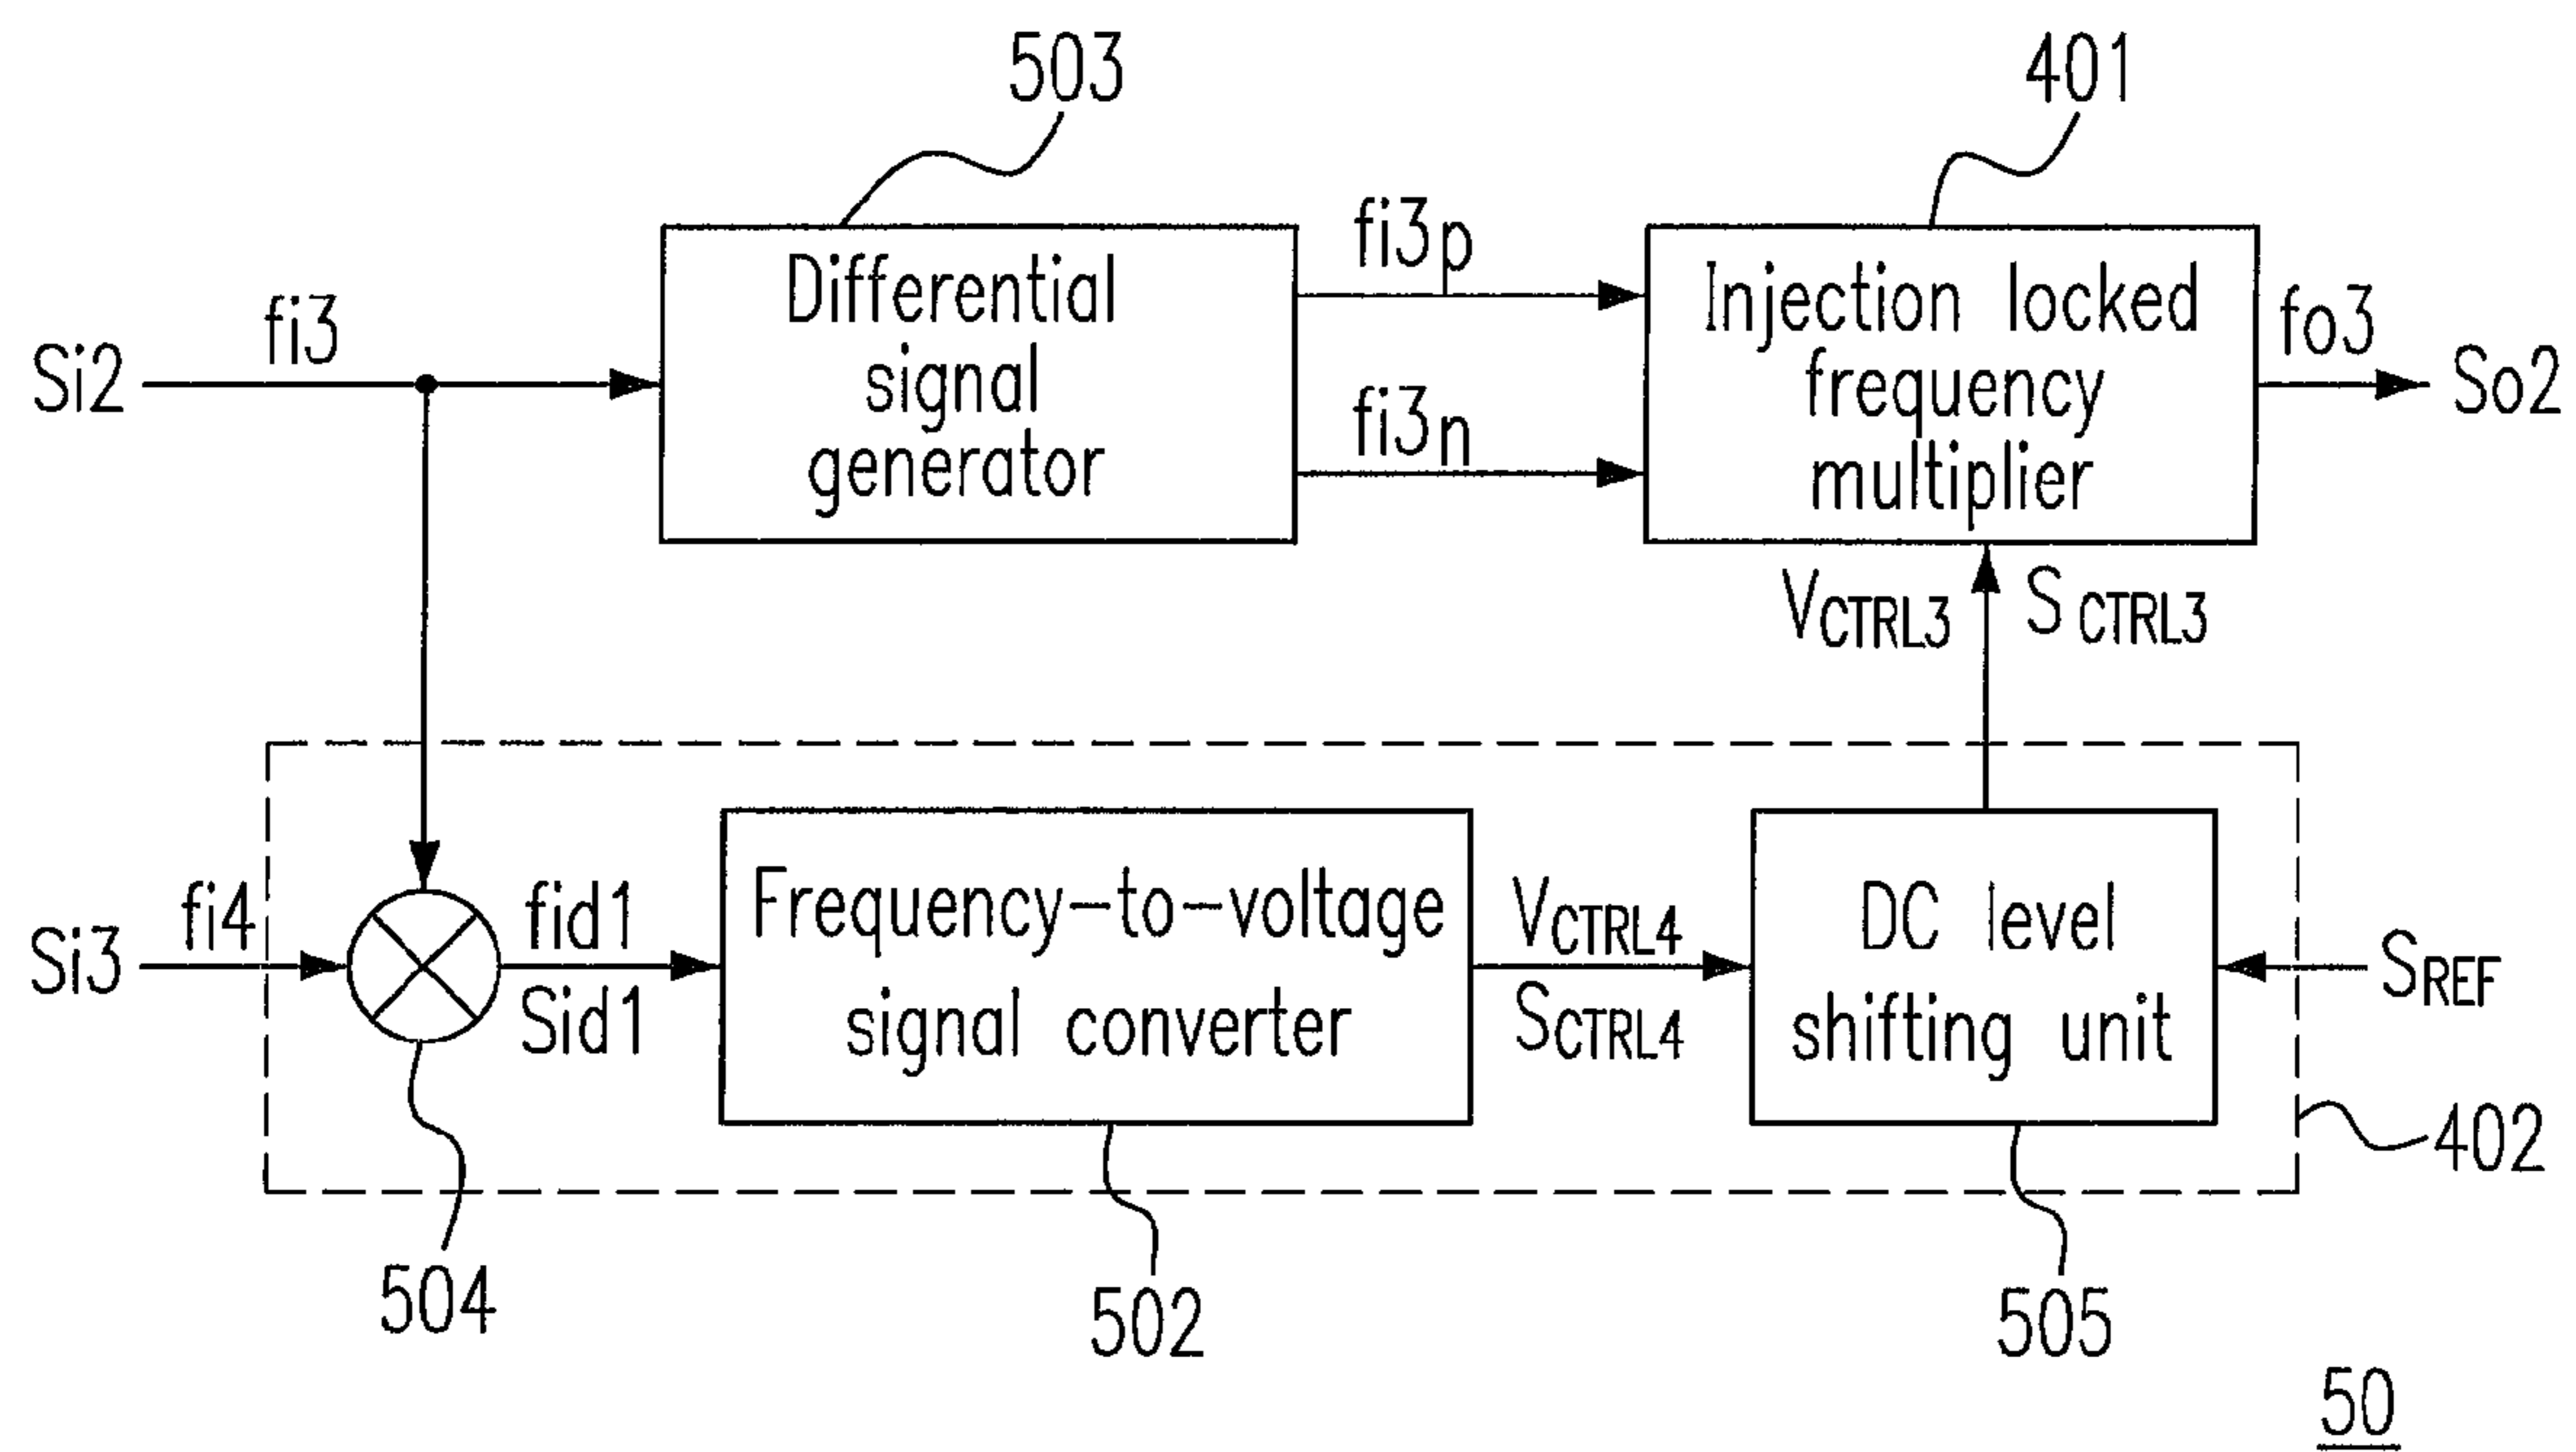 503
401
Si2
fi3
Differential
signal
generator
fi3p
fi3n
Injection locked
frequency
multiplier
fo3
So2
VCTRL3
SCTRL3
Si3
fi4
fid1
Sid1
Frequency-to-voltage
signal converter
VCTRL4
SCTRL4
DC level
shifting unit
SREF
402
504
502
505
50